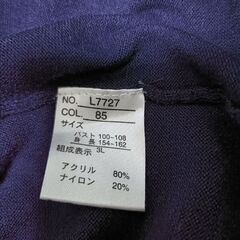 NO. L7727
COL. 85
サイズ
バスト 100-108
身 長 154-162
3L
組成表示
アクリル 80%
ナイロン 20%